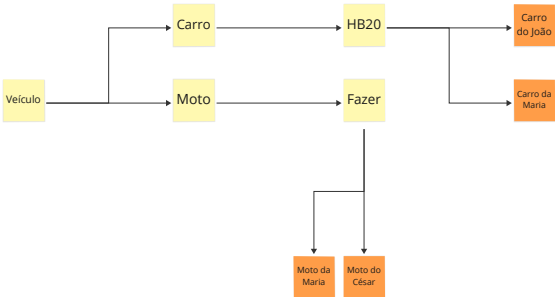 Carro
HB20
Carro
do João
Veículo
Moto
Fazer
Carro da
Maria
Moto da
Maria
Moto do
César